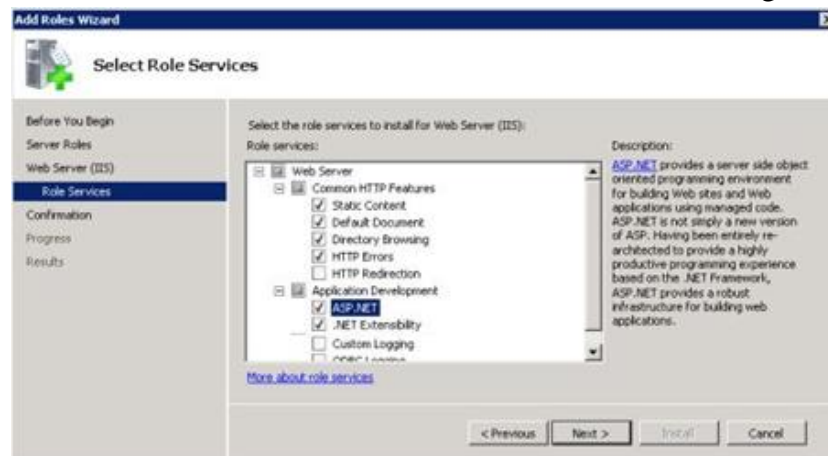 Add Roles Wizard
Select Role Services
Before You Begin
Server Roles
Web Server (IIS)
Role Services
Confirmation
Progress
Results
Select the role services to install for Web Server (IIS):
Role services:
Web Server
Common HTTP Features
Static Content
Default Document
Directory Browsing
HTTP Errors
HTTP Redirection
Application Development
ASP.NET
.NET Extensibility
Custom Logging
ODBC Logging
More about role services
Description:
ASP.NET provides a server side object
oriented programming environment
for building Web sites and Web
applications using managed code.
ASP.NET is not simply a new version
of ASP. Having been entirely re-
architected to provide a highly
productive programming experience
based on the .NET Framework,
ASP.NET provides a robust
infrastructure for building web
applications.
< Previous
Next >
Install
Cancel